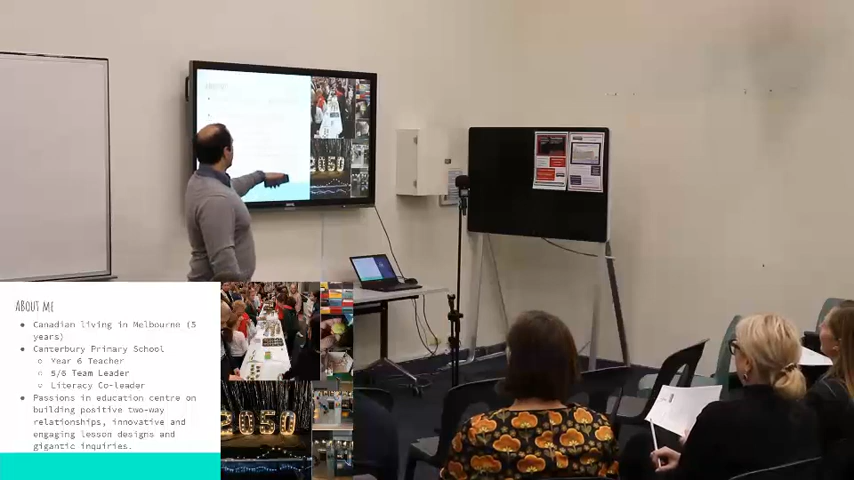 ABOUT ME
● Canadian living in Melbourne (5
years)
● Canterbury Primary School
○ Year 6 Teacher
○ 5/6 Team Leader
○ Literacy Co-leader
● Passions in education centre on
building positive two-way
relationships, innovative and
engaging lesson designs and
gigantic inquiries.
2050
2050